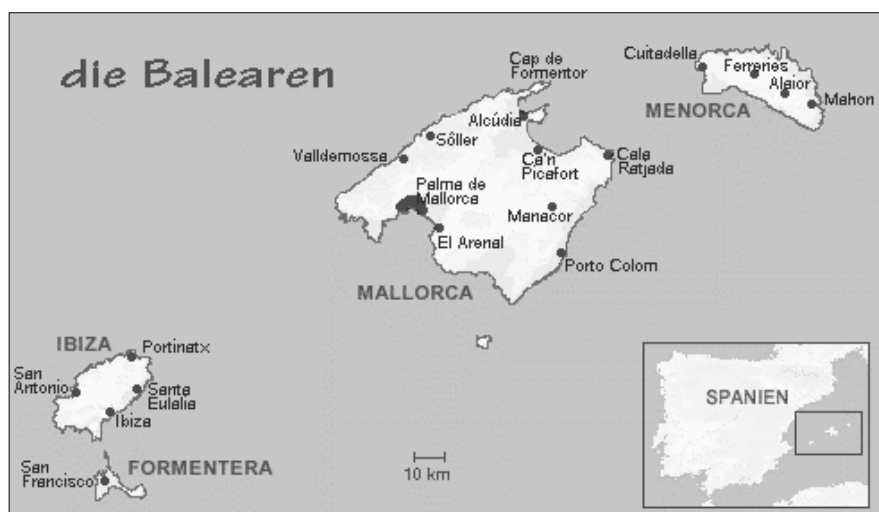 die Balearen
Cap de
Formentor
Cuitadella
Ferreries
Alaior
Mahon
MENORCA
Alcúdia
Sôller
Valldemossa
Ca'n
Picafort
Cala
Ratjada
Palma de
Mallorca
Manacor
El Arenal
Porto Colom
MALLORCA
IBIZA
Portinatx
San
Antonio
Santa
Eulalia
Ibiza
San
Francisco
FORMENTERA
10 km
SPANIEN